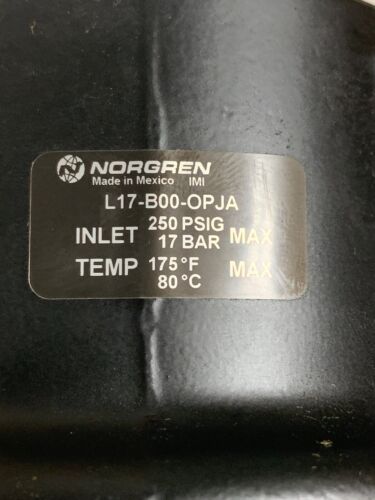 NORGREN
Made in Mexico IMI
L17-B00-OPJA
INLET 250 PSIG MAX
17 BAR
TEMP 175°F MAX
80°C